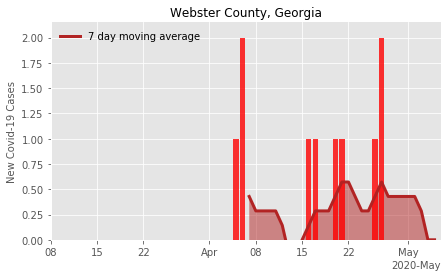 Webster County, Georgia
7 day moving average
New Covid-19 Cases
2.00
1.75
1.50
1.25
1.00
0.75
0.50
0.25
0.00
08 15 22 Apr 08 15 22 May
2020-May